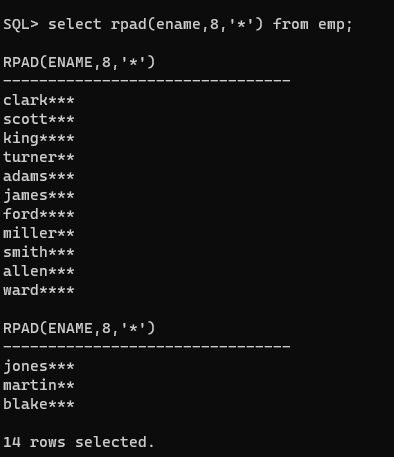 SQL> select rpad(ename,8,'*') from emp;
RPAD(ENAME,8,'*')
--------------------------------
clark***
scott***
king****
turner**
adams***
james***
ford****
miller**
smith***
allen***
ward****
RPAD(ENAME,8,'*')
--------------------------------
jones***
martin**
blake***
14 rows selected.